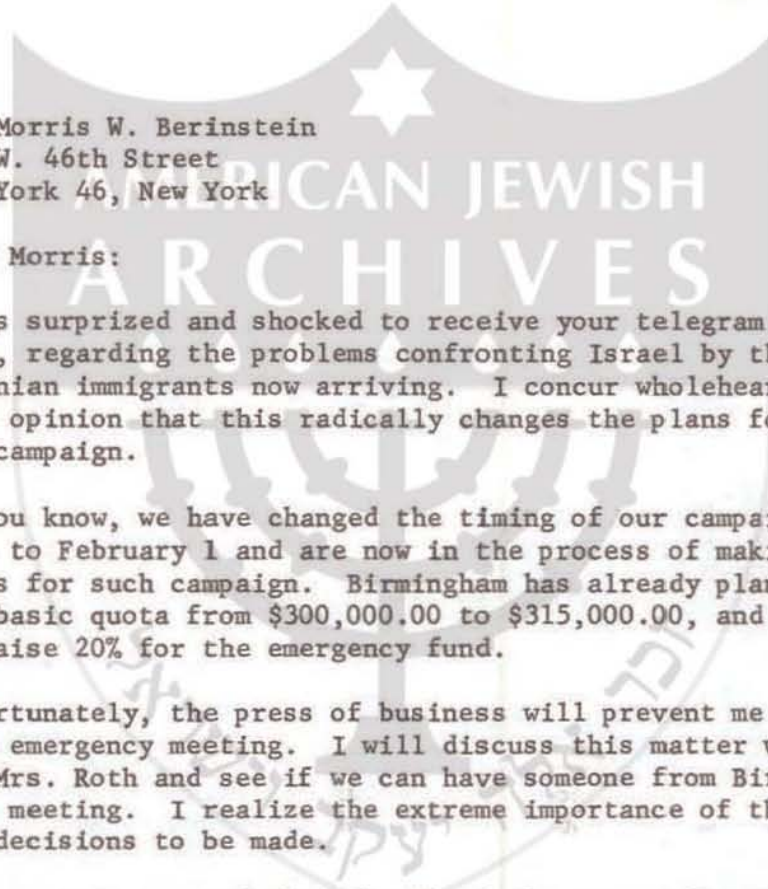 Morris W. Berinstein
W. 46th Street
York 46, New York
AMERICAN JEWISH
ARCHIVES
Morris:
s surprized and shocked to receive your telegram
, regarding the problems confronting Israel by th
nian immigrants now arriving. I concur wholehear
opinion that this radically changes the plans fo
campaign.
ou know, we have changed the timing of our campai
to February 1 and are now in the process of maki
s for such campaign. Birmingham has already plan
basic quota from $300,000.00 to $315,000.00, and
aise 20% for the emergency fund.
rtunately, the press of business will prevent me
emergency meeting. I will discuss this matter w
Mrs. Roth and see if we can have someone from Bir
meeting. I realize the extreme importance of th
decisions to be made.